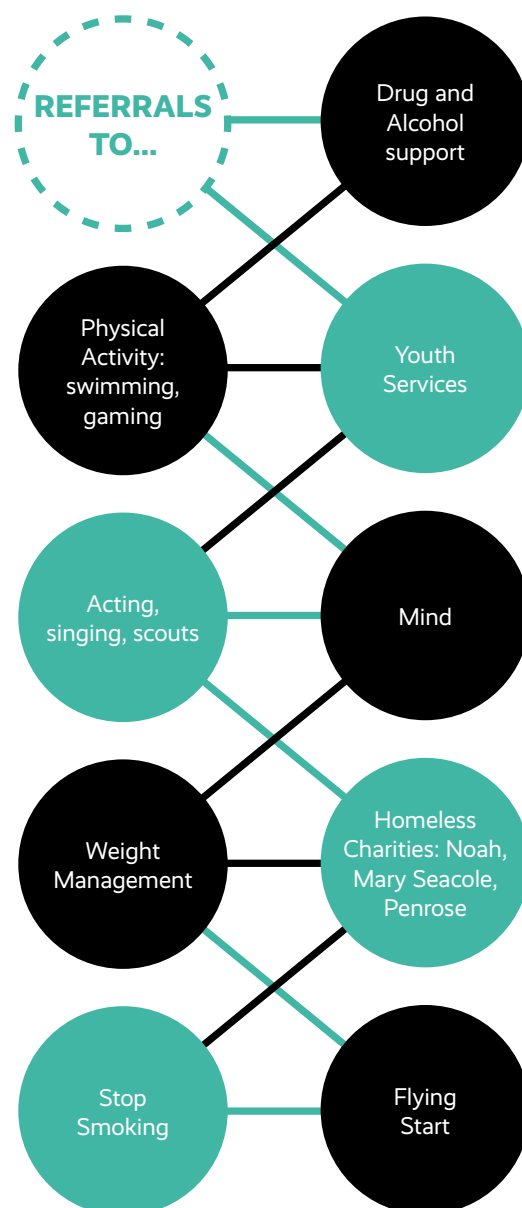 REFERRALS
TO...
Drug and
Alcohol
support
Physical
Activity:
swimming,
gaming
Youth
Services
Acting,
singing, scouts
Mind
Weight
Management
Homeless
Charities: Noah,
Mary Seacole,
Penrose
Stop
Smoking
Flying
Start